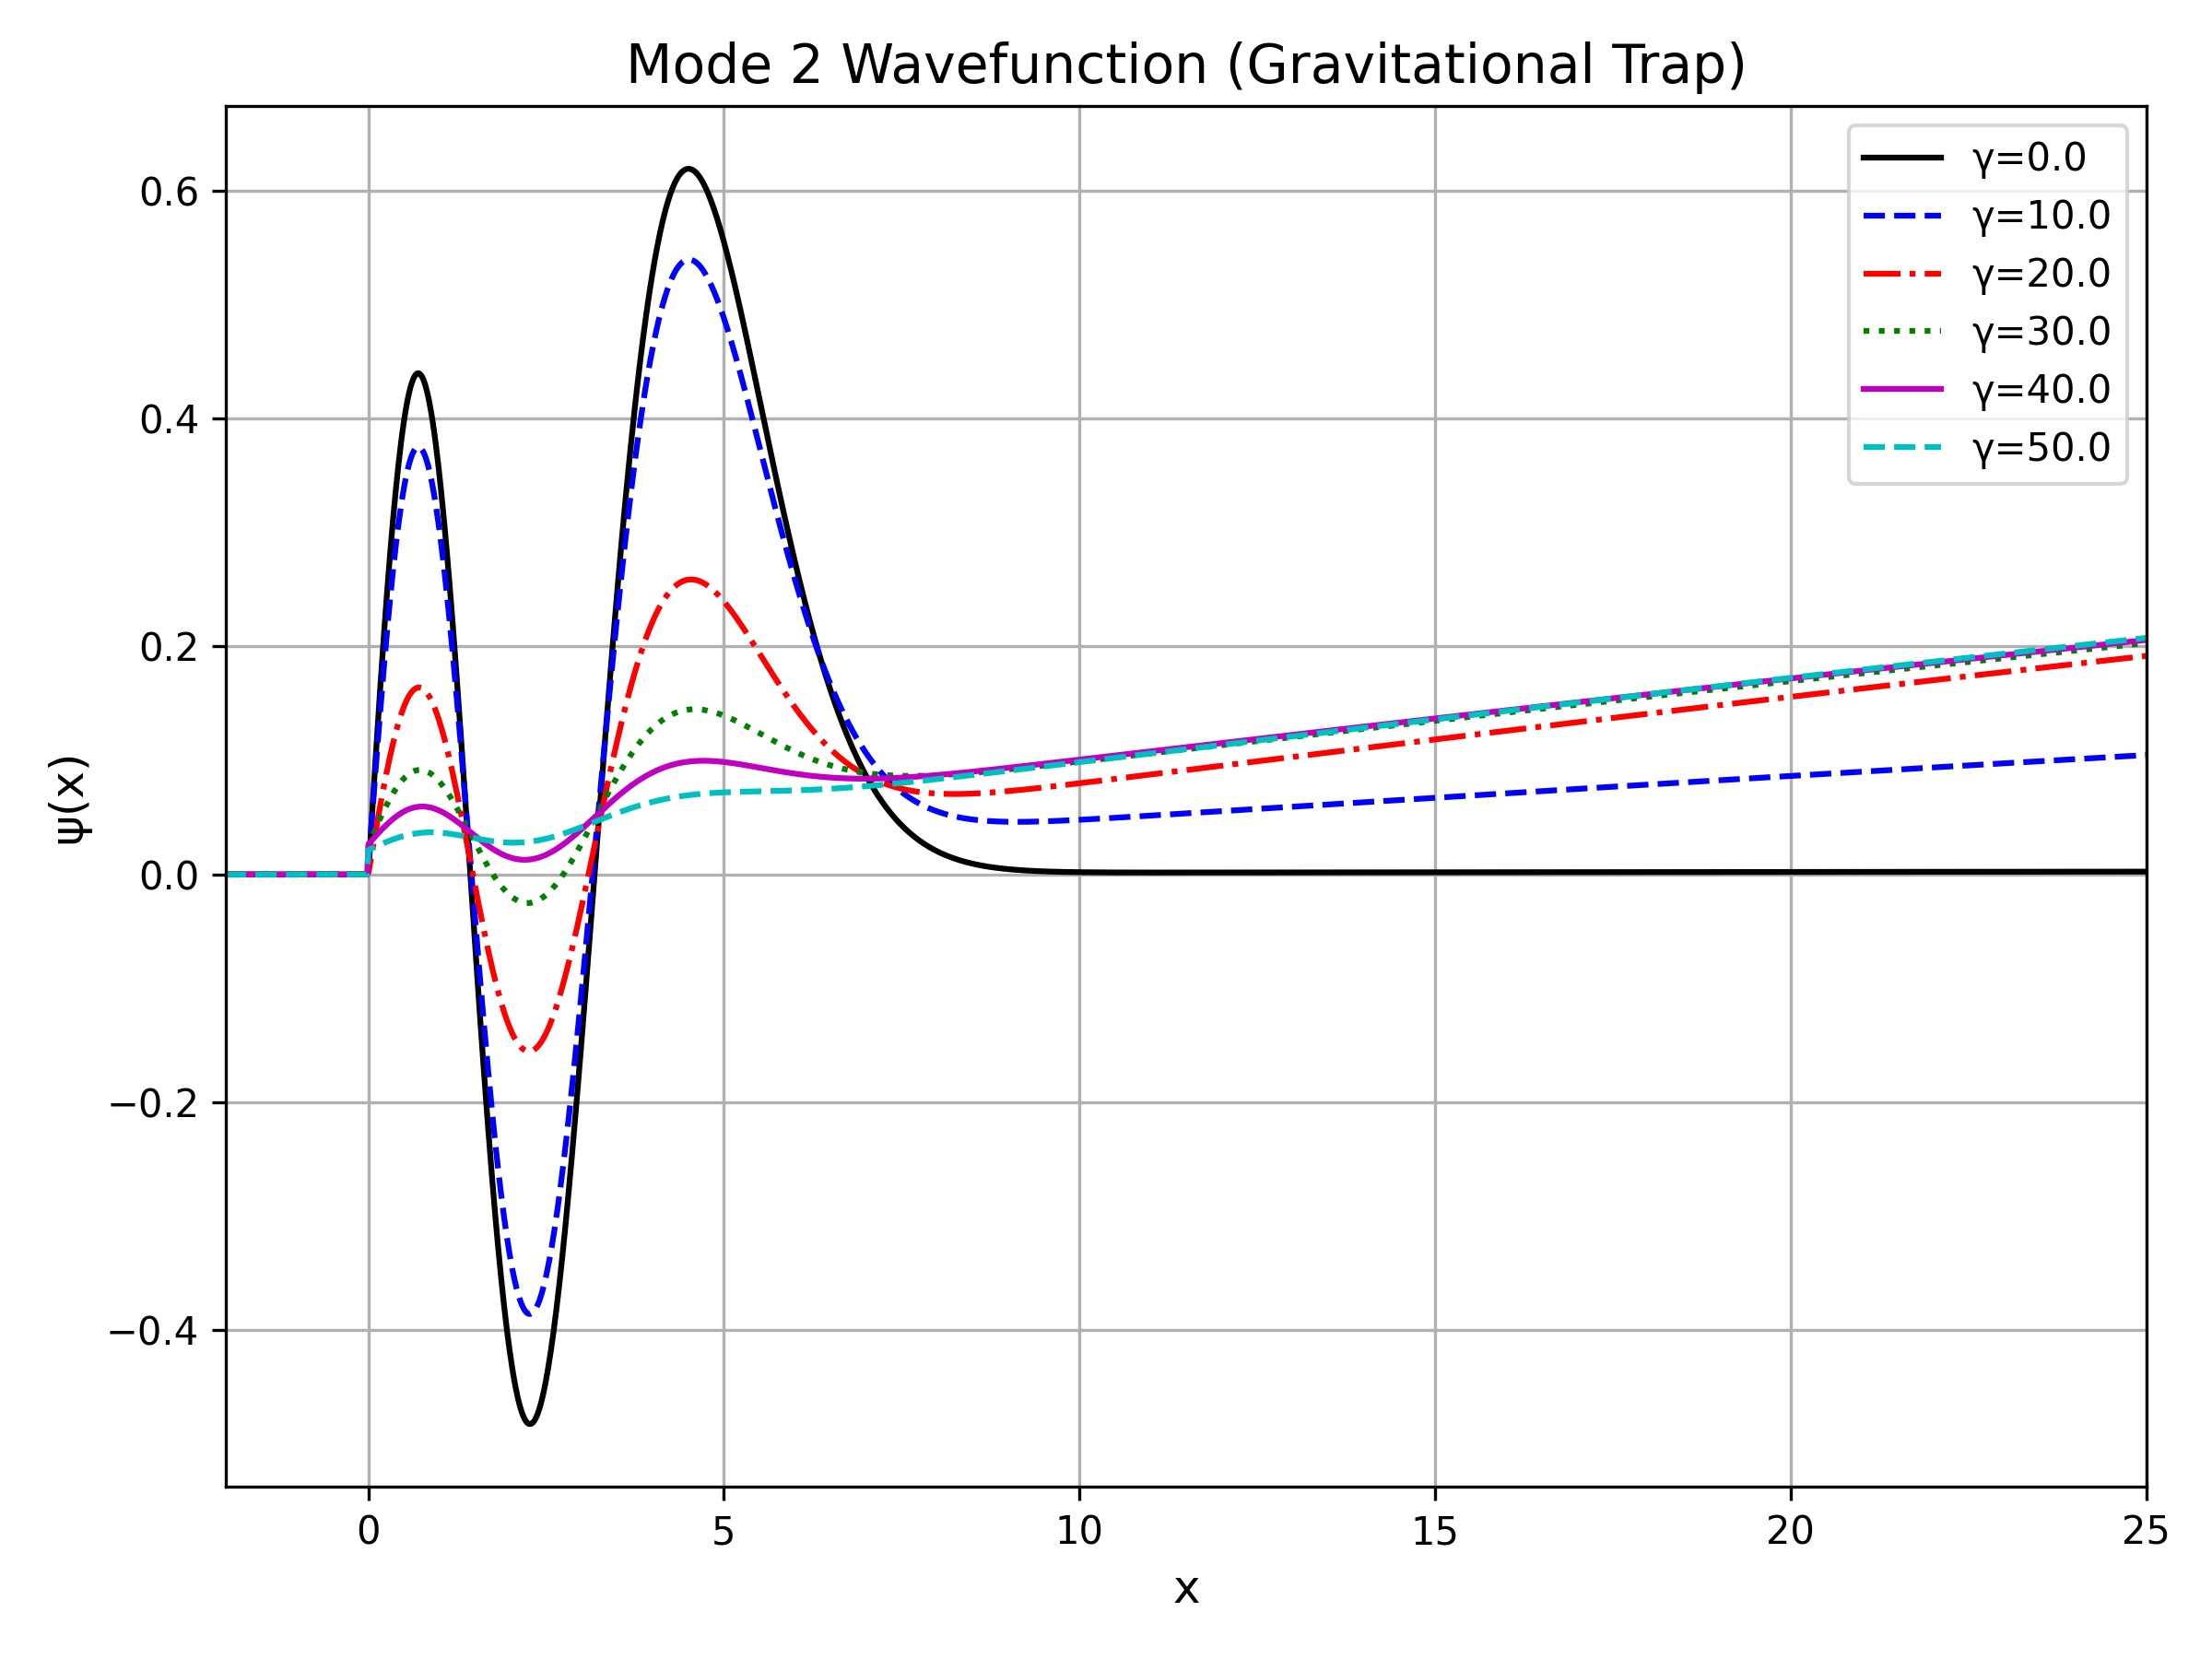 Mode 2 Wavefunction (Gravitational Trap)
γ=0.0
γ=10.0
γ=20.0
γ=30.0
γ=40.0
γ=50.0
0.6
0.4
0.2
0.0
−0.2
−0.4
ψ(x)
0 5 10 15 20 25
x